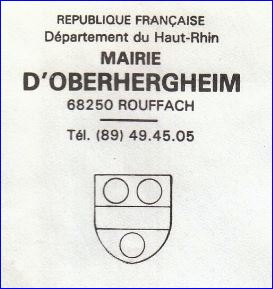 REPUBLIQUE FRANÇAISE
Département du Haut-Rhin
MAIRIE
D'OBERHERGHEIM
68250 ROUFFACH
Tél. (89) 49.45.05